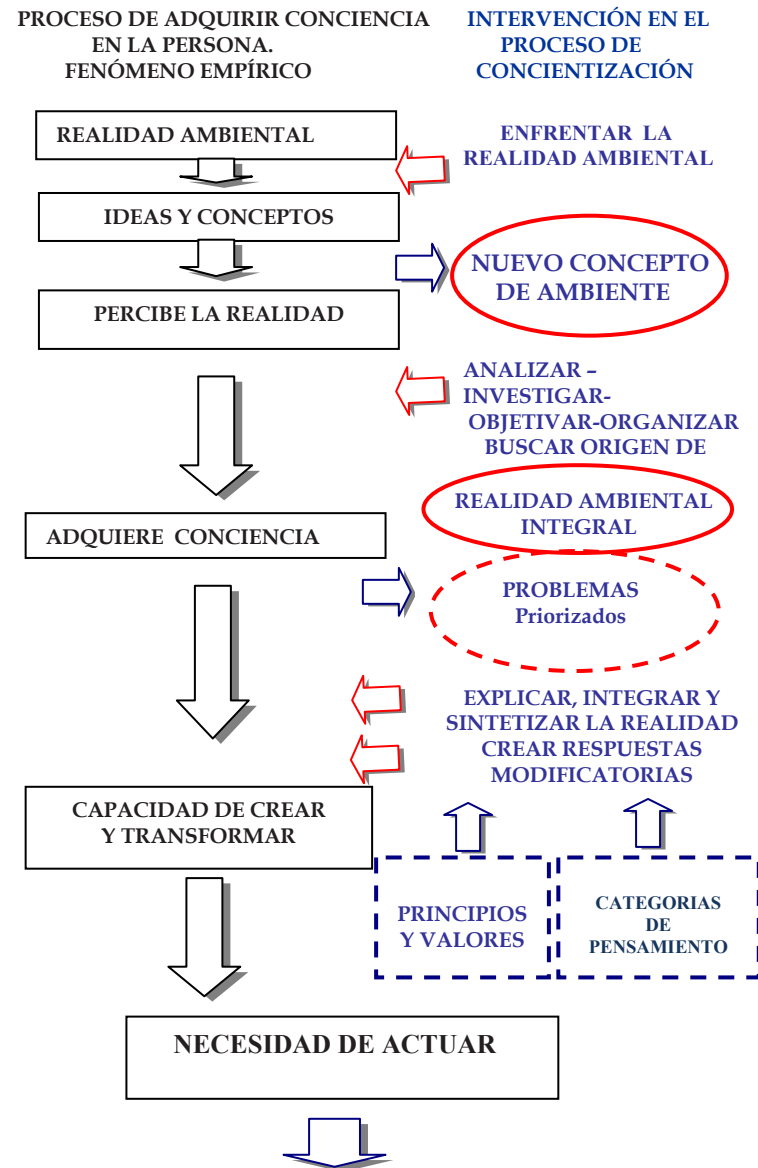 PROCESO DE ADQUIRIR CONCIENCIA
EN LA PERSONA.
FENÓMENO EMPÍRICO
INTERVENCIÓN EN EL
PROCESO DE
CONCIENTIZACIÓN
REALIDAD AMBIENTAL
ENFRENTAR LA
REALIDAD AMBIENTAL
IDEAS Y CONCEPTOS
NUEVO CONCEPTO
DE AMBIENTE
PERCIBE LA REALIDAD
ANALIZAR –
INVESTIGAR-
OBJETIVAR-ORGANIZAR
BUSCAR ORIGEN DE
REALIDAD AMBIENTAL
INTEGRAL
ADQUIERE CONCIENCIA
PROBLEMAS
Priorizados
EXPLICAR, INTEGRAR Y
SINTETIZAR LA REALIDAD
CREAR RESPUESTAS
MODIFICATORIAS
CAPACIDAD DE CREAR
Y TRANSFORMAR
PRINCIPIOS
Y VALORES
CATEGORIAS
DE
PENSAMIENTO
NECESIDAD DE ACTUAR